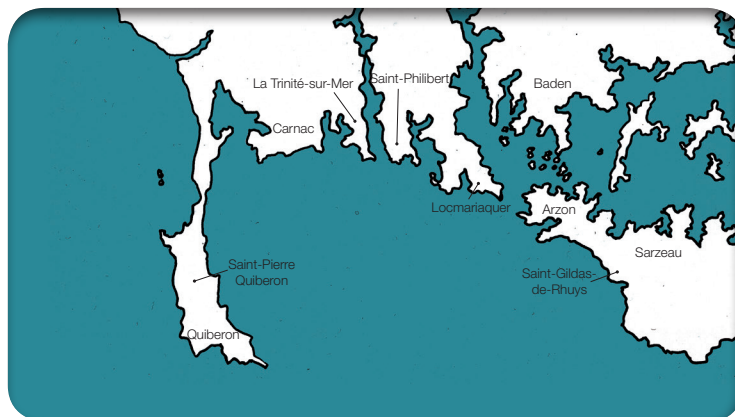 La Trinité-sur-Mer
Saint-Philibert
Baden
Carnac
Locmariaquer
Arzon
Sarzeau
Saint-Pierre
Quiberon
Saint-Gildas-
de-Rhuys
Quiberon